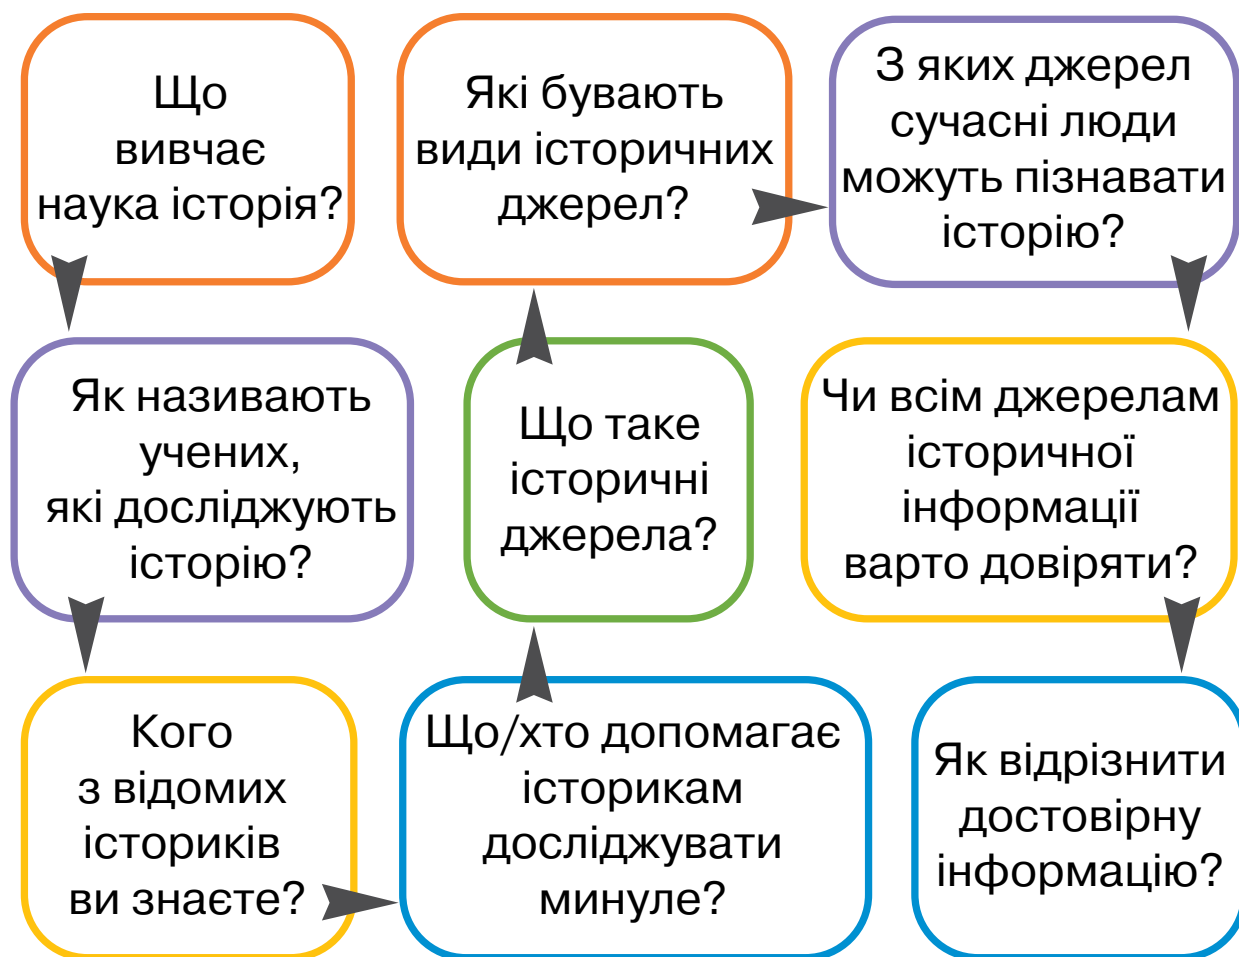 Що
вивчає
наука історія?
Як називають
учених,
які досліджують
історію?
Кого
з відомих
істориків
ви знаєте?
Що/хто допомагає
історикам
досліджувати
минуле?
Що таке
історичні
джерела?
Які бувають
види історичних
джерел?
З яких джерел
сучасні люди
можуть пізнавати
історію?
Чи всім джерелам
історичної
інформації
варто довіряти?
Як відрізнити
достовірну
інформацію?